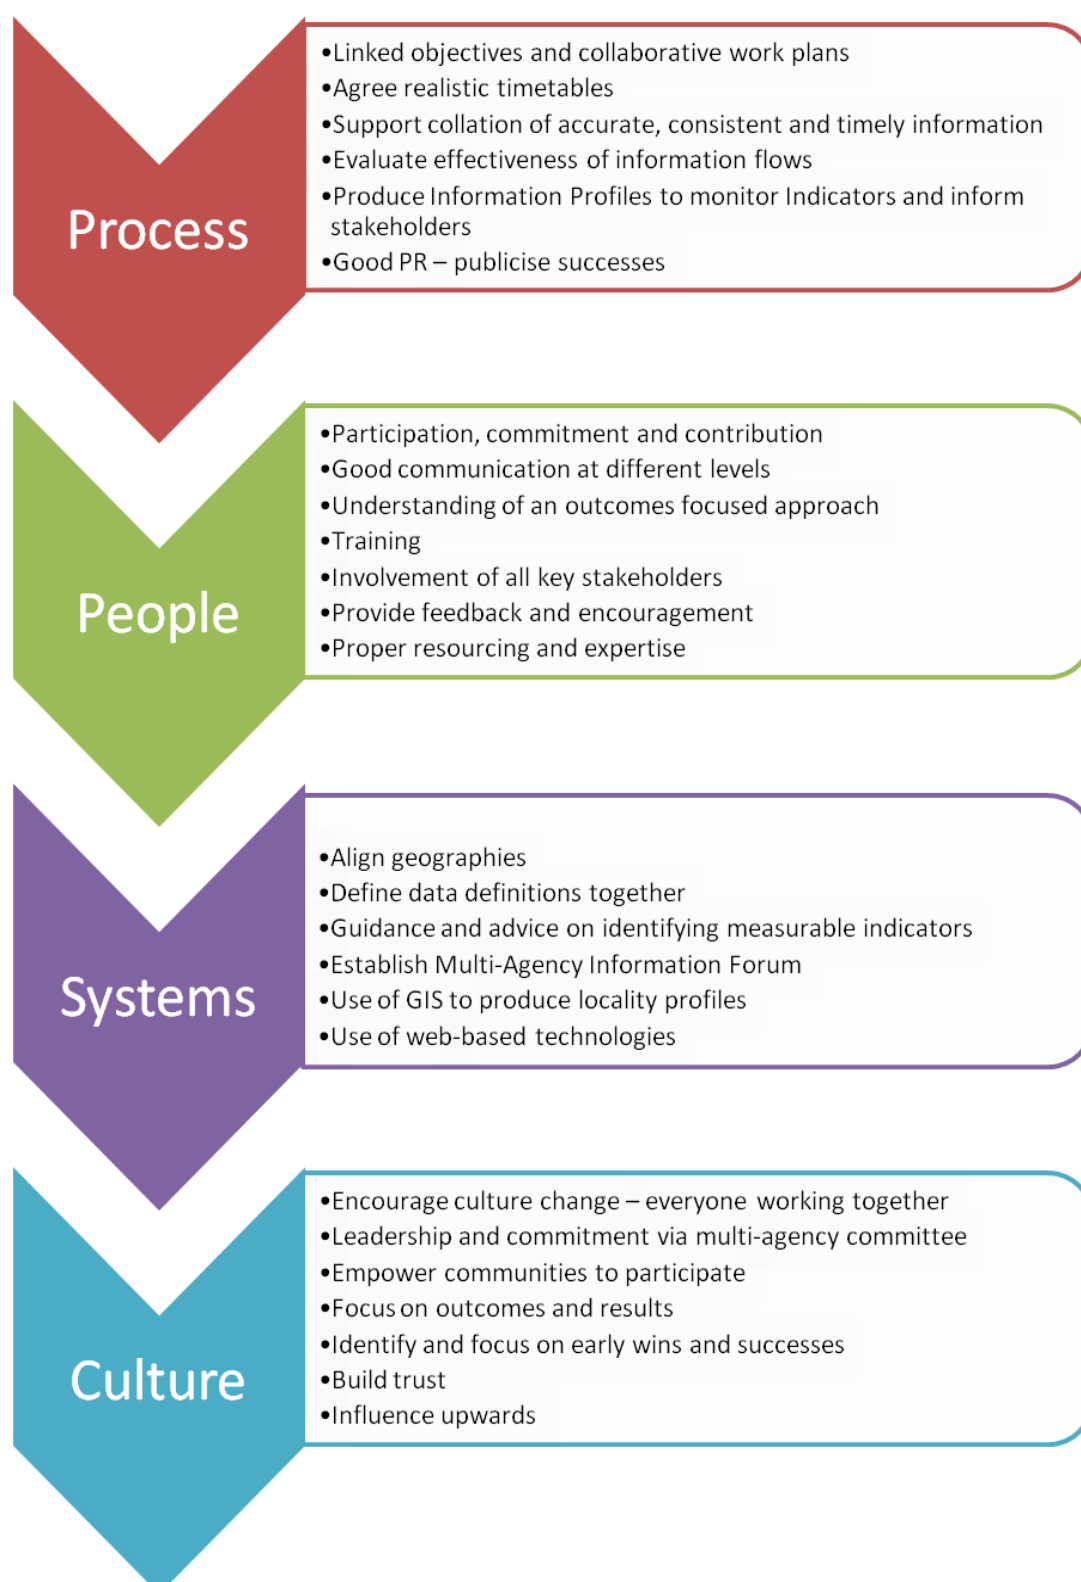 Process
•Linked objectives and collaborative work plans
•Agree realistic timetables
•Support collation of accurate, consistent and timely information
•Evaluate effectiveness of information flows
•Produce Information Profiles to monitor Indicators and inform
stakeholders
•Good PR – publicise successes
People
•Participation, commitment and contribution
•Good communication at different levels
•Understanding of an outcomes focused approach
•Training
•Involvement of all key stakeholders
•Provide feedback and encouragement
•Proper resourcing and expertise
Systems
•Align geographies
•Define data definitions together
•Guidance and advice on identifying measurable indicators
•Establish Multi-Agency Information Forum
•Use of GIS to produce locality profiles
•Use of web-based technologies
Culture
•Encourage culture change – everyone working together
•Leadership and commitment via multi-agency committee
•Empower communities to participate
•Focus on outcomes and results
•Identify and focus on early wins and successes
•Build trust
•Influence upwards